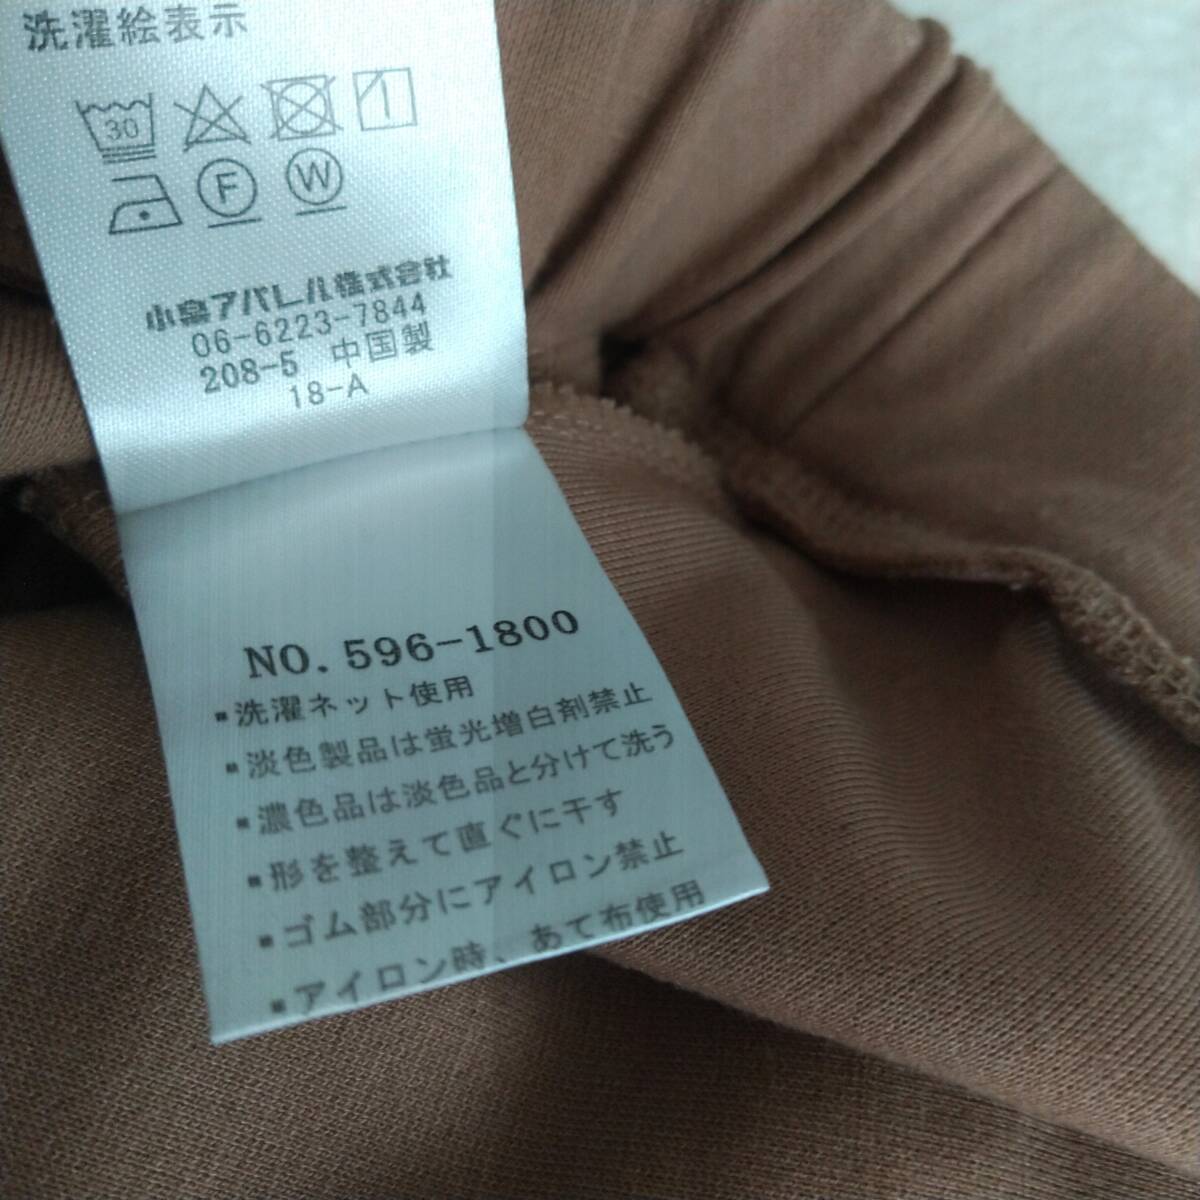 洗濯絵表示
30
F W
小泉アパレル株式会社
06-6223-7844
208-5 中国製
18-A
NO. 596-1800
▪洗濯ネット使用
▪淡色製品は蛍光増白剤禁止
▪濃色品は淡色品と分けて洗う
▪形を整えて直ぐに干す
▪ゴム部分にアイロン禁止
▪アイロン時、あて布使用